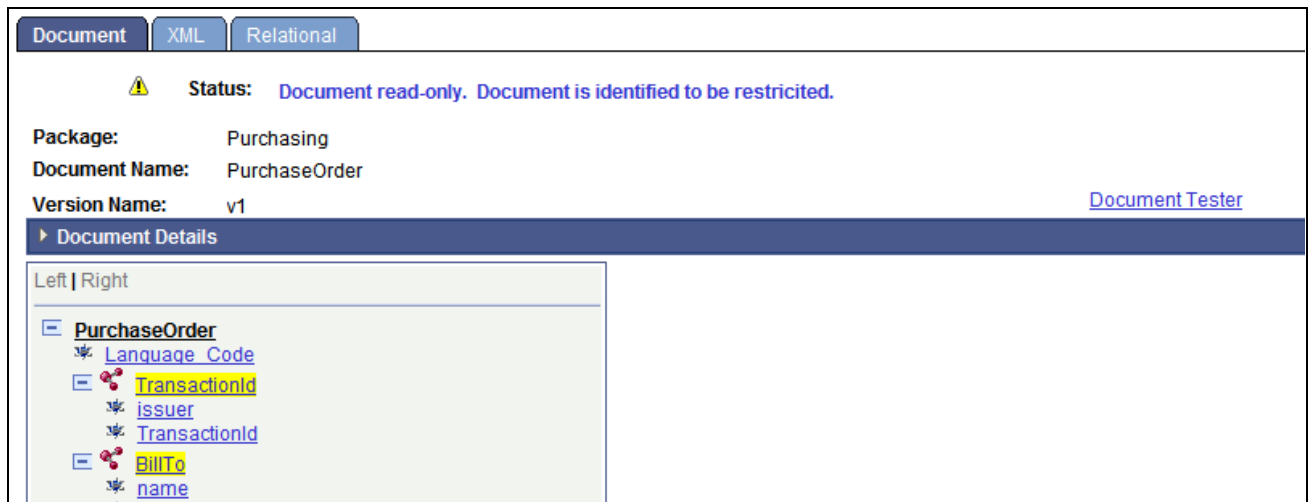 Document XML Relational
Status: Document read-only. Document is identified to be restricited.
Package: Purchasing
Document Name: PurchaseOrder
Version Name: v1 Document Tester
Document Details
Left | Right
PurchaseOrder
Language_Code
TransactionId
issuer
TransactionId
BillTo
name